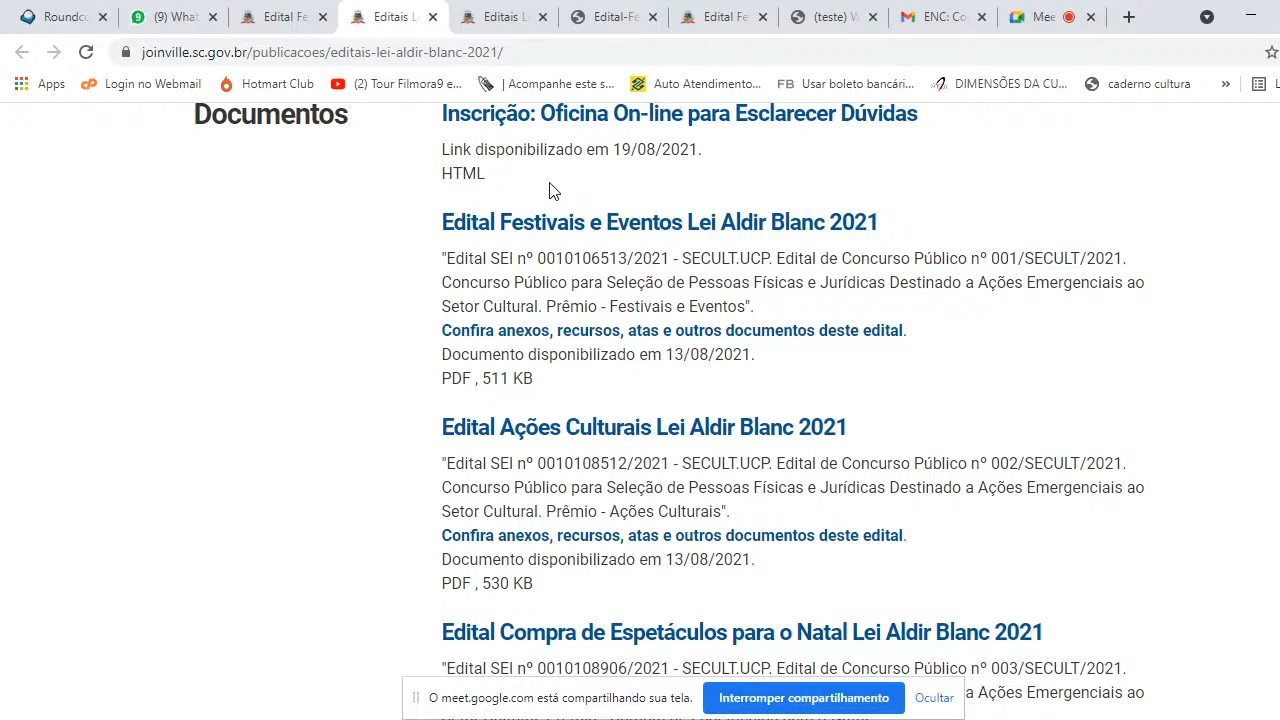 Roundcu
(9) What
Edital Fe
Editais L
Editais L
Edital-Fe
Edital Fe
(teste) W
ENC: Co
Mee
joinville.sc.gov.br/publicacoes/editais-lei-aldir-blanc-2021/
Apps
Login no Webmail
Hotmart Club
(2) Tour Filmora9 e...
| Acompanhe este s...
Auto Atendimento...
FB Usar boleto bancári...
DIMENSÕES DA CU...
caderno cultura
»
Documentos
Inscrição: Oficina On-line para Esclarecer Dúvidas
Link disponibilizado em 19/08/2021.
HTML
Edital Festivais e Eventos Lei Aldir Blanc 2021
"Edital SEI nº 0010106513/2021 - SECULT.UCP. Edital de Concurso Público nº 001/SECULT/2021.
Concurso Público para Seleção de Pessoas Físicas e Jurídicas Destinado a Ações Emergenciais ao
Setor Cultural. Prêmio - Festivais e Eventos".
Confira anexos, recursos, atas e outros documentos deste edital.
Documento disponibilizado em 13/08/2021.
PDF , 511 KB
Edital Ações Culturais Lei Aldir Blanc 2021
"Edital SEI nº 0010108512/2021 - SECULT.UCP. Edital de Concurso Público nº 002/SECULT/2021.
Concurso Público para Seleção de Pessoas Físicas e Jurídicas Destinado a Ações Emergenciais ao
Setor Cultural. Prêmio - Ações Culturais".
Confira anexos, recursos, atas e outros documentos deste edital.
Documento disponibilizado em 13/08/2021.
PDF , 530 KB
Edital Compra de Espetáculos para o Natal Lei Aldir Blanc 2021
"Edital SEI nº 0010108906/2021 - SECULT.UCP. Edital de Concurso Público nº 003/SECULT/2021.
a Ações Emergenciais ao
O meet.google.com está compartilhando sua tela.
Interromper compartilhamento
Ocultar